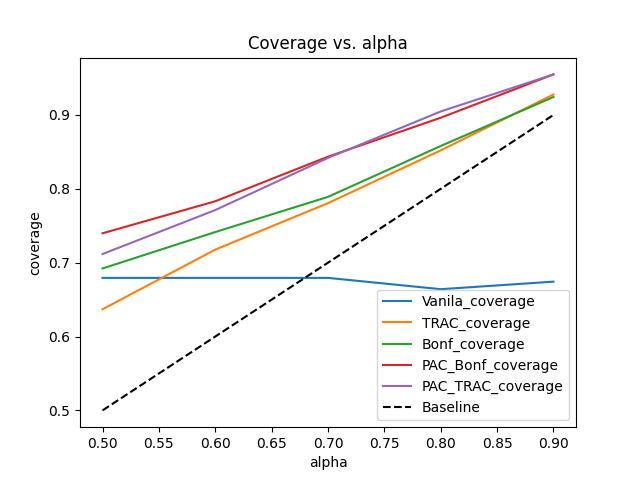 Coverage vs. alpha
coverage
0.9
0.8
0.7
0.6
0.5
Vanila_coverage
TRAC_coverage
Bonf_coverage
PAC_Bonf_coverage
PAC_TRAC_coverage
Baseline
0.50 0.55 0.60 0.65 0.70 0.75 0.80 0.85 0.90
alpha